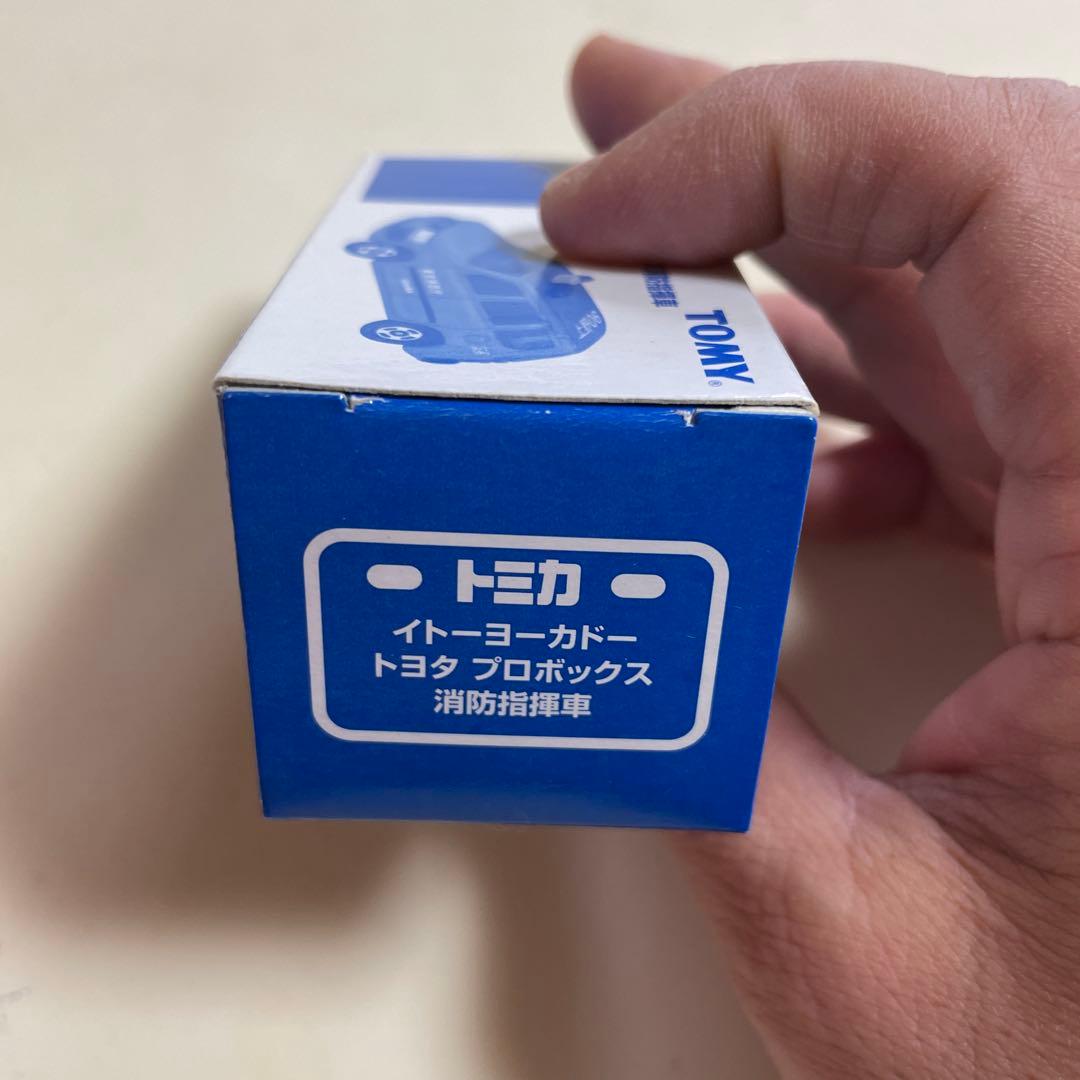 TOMY®
トミカ
イトーヨーカドー
トヨタ プロボックス
消防指揮車